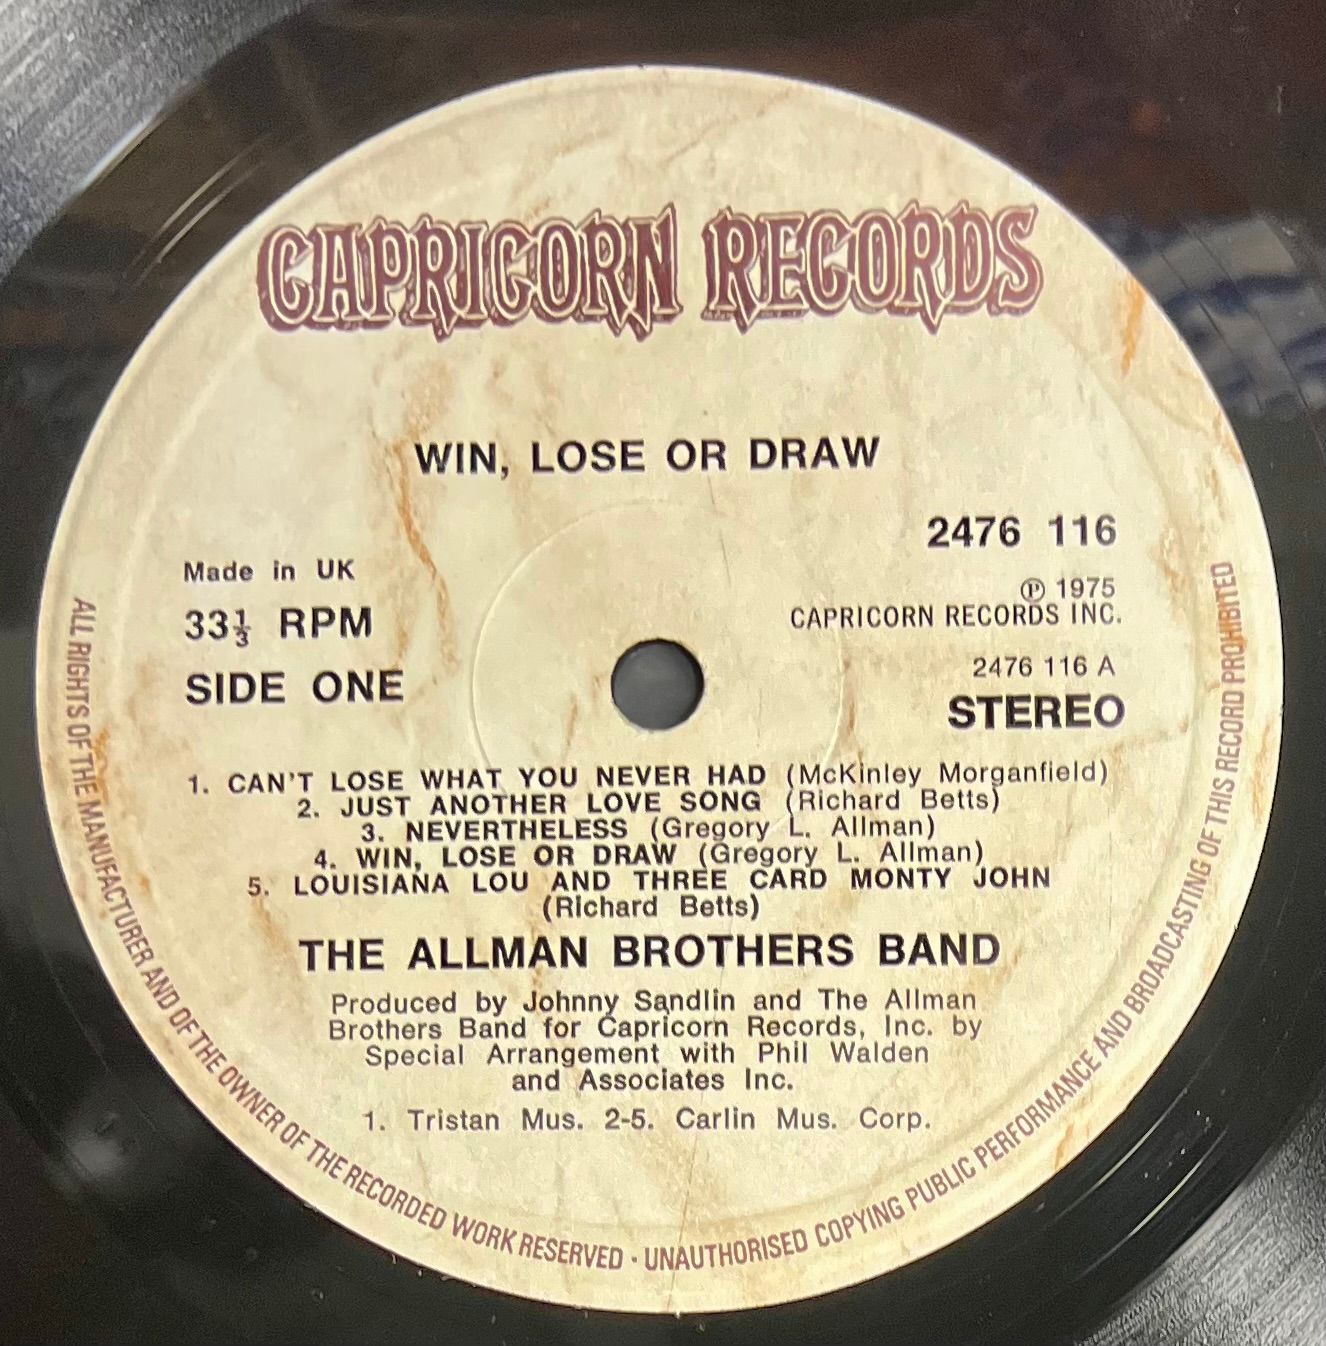 CAPRICORN RECORDS
WIN, LOSE OR DRAW
2476 116
Made in UK
℗ 1975
33⅓ RPM
CAPRICORN RECORDS INC.
2476 116 A
SIDE ONE
STEREO
1. CAN'T LOSE WHAT YOU NEVER HAD (McKinley Morganfield)
2. JUST ANOTHER LOVE SONG (Richard Betts)
3. NEVERTHELESS (Gregory L. Allman)
4. WIN, LOSE OR DRAW (Gregory L. Allman)
5. LOUISIANA LOU AND THREE CARD MONTY JOHN
(Richard Betts)
THE ALLMAN BROTHERS BAND
Produced by Johnny Sandlin and The Allman
Brothers Band for Capricorn Records, Inc. by
Special Arrangement with Phil Walden
and Associates Inc.
1. Tristan Mus. 2-5. Carlin Mus. Corp.
ALL RIGHTS OF THE MANUFACTURER AND OF THE OWNER OF THE RECORDED WORK RESERVED · UNAUTHORISED COPYING PUBLIC PERFORMANCE AND BROADCASTING OF THIS RECORD PROHIBITED